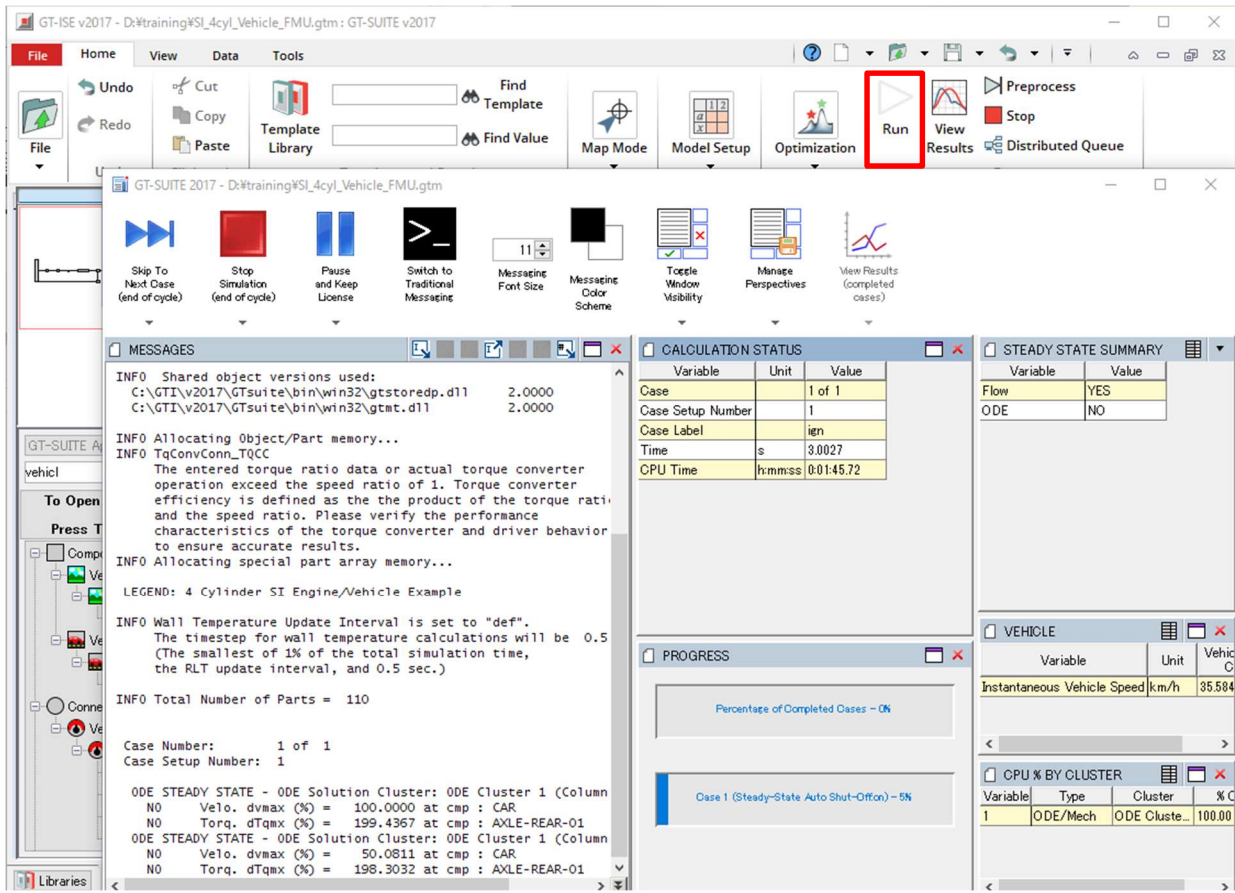 GT-ISE v2017 - D:¥training¥SI_4cyl_Vehicle_FMU.gtm : GT-SUITE v2017
File Home View Data Tools
Undo
Redo
Cut
Copy
Paste
Template Library
Find Template
Find Value
Map Mode
Model Setup
Optimization
Run
View Results
Preprocess
Stop
Distributed Queue
File
GT-SUITE 2017 - D:¥training¥SI_4cyl_Vehicle_FMU.gtm
Skip To Next Case (end of cycle)
Stop Simulation (end of cycle)
Pause and Keep License
Switch to Traditional Messaging
11
Messaging Font Size
Messaging Color Scheme
Toggle Window Visibility
Manage Perspectives
View Results (completed cases)
MESSAGES
INFO Shared object versions used:
C:\GTI\v2017\GTsuite\bin\win32\gtstoredp.dll 2.0000
C:\GTI\v2017\GTsuite\bin\win32\gtmt.dll 2.0000
INFO Allocating Object/Part memory...
INFO TqConvConn_TQCC
The entered torque ratio data or actual torque converter
operation exceed the speed ratio of 1. Torque converter
efficiency is defined as the the product of the torque
and the speed ratio. Please verify the performance
characteristics of the torque converter and driver behavior
to ensure accurate results.
INFO Allocating special part array memory...
LEGEND: 4 Cylinder SI Engine/Vehicle Example
INFO Wall Temperature Update Interval is set to "def".
The timestep for wall temperature calculations will be 0.5
(The smallest of 1% of the total simulation time,
the RLT update interval, and 0.5 sec.)
INFO Total Number of Parts = 110
Case Number: 1 of 1
Case Setup Number: 1
ODE STEADY STATE - ODE Solution Cluster: ODE Cluster 1 (Column
NO Velo. dvmax (%) = 100.0000 at cmp : CAR
NO Torq. dTqmx (%) = 199.4367 at cmp : AXLE-REAR-01
ODE STEADY STATE - ODE Solution Cluster: ODE Cluster 1 (Column
NO Velo. dvmax (%) = 50.0811 at cmp : CAR
NO Torq. dTqmx (%) = 198.3032 at cmp : AXLE-REAR-01
CALCULATION STATUS
Variable Unit Value
Case 1 of 1
Case Setup Number 1
Case Label ign
Time s 3.0027
CPU Time h:mm:ss 0:01:45.72
PROGRESS
Percentage of Completed Cases - 0%
Case 1 (Steady-State Auto Shut-Offon) - 5%
STEADY STATE SUMMARY
Variable Value
Flow YES
ODE NO
VEHICLE
Variable Unit
Instantaneous Vehicle Speed km/h 35.584
CPU % BY CLUSTER
Variable Type Cluster %
1 ODE/Mech ODE Cluste... 100.00
GT-SUITE
vehicl
To Open
Press
Libraries